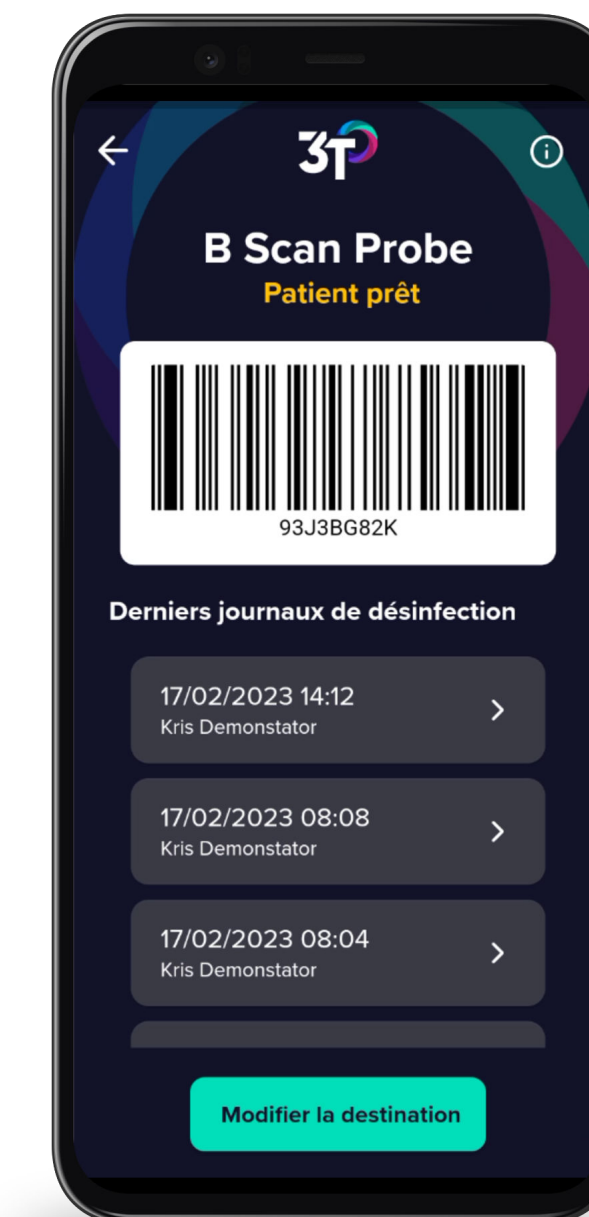 3T
B Scan Probe
Patient prêt
93J3BG82K
Derniers journaux de désinfection
17/02/2023 14:12
Kris Demonstator
17/02/2023 08:08
Kris Demonstator
17/02/2023 08:04
Kris Demonstator
Modifier la destination